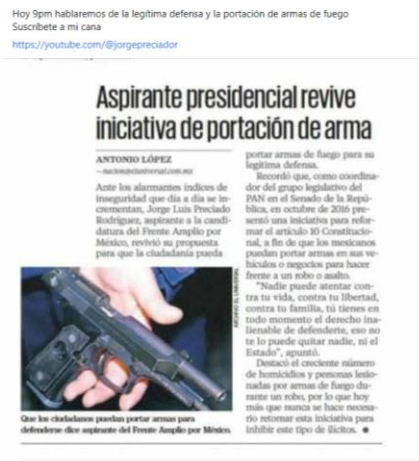 Hoy 9pm hablaremos de la legítima defensa y la portación de armas de fuego
Suscríbete a mi cana
https://youtube.com/@jorgepreciador
Aspirante presidencial revive
iniciativa de portación de arma
ANTONIO LÓPEZ
—nacion@eluniversal.com.mx
Ante los alarmantes índices de
inseguridad que día a día se in-
crementan, Jorge Luis Preciado
Rodríguez, aspirante a la candi-
datura del Frente Amplio por
México, revivió su propuesta
para que la ciudadanía pueda
ARCHIVO EL UNIVERSAL
Que los ciudadanos puedan portar armas para
defenderse dice aspirante del Frente Amplio por México.
portar armas de fuego para su
legítima defensa.
Recordó que, como coordina-
dor del grupo legislativo del
PAN en el Senado de la Repú-
blica, en octubre de 2016 pre-
sentó una iniciativa para refor-
mar el artículo 10 Constitucio-
nal, a fin de que los mexicanos
puedan portar armas en sus ve-
hículos o negocios para hacer
frente a un robo o asalto.
"Nadie puede atentar con-
tra tu vida, contra tu libertad,
contra tu familia, tú tienes en
todo momento el derecho ina-
lienable de defenderte, eso no
te lo puede quitar nadie, ni el
Estado", apuntó.
Destacó el creciente número
de homicidios y personas lesio-
nadas por armas de fuego du-
rante un robo, por lo que hoy
más que nunca se hace necesa-
rio retomar esta iniciativa para
inhibir este tipo de ilícitos.